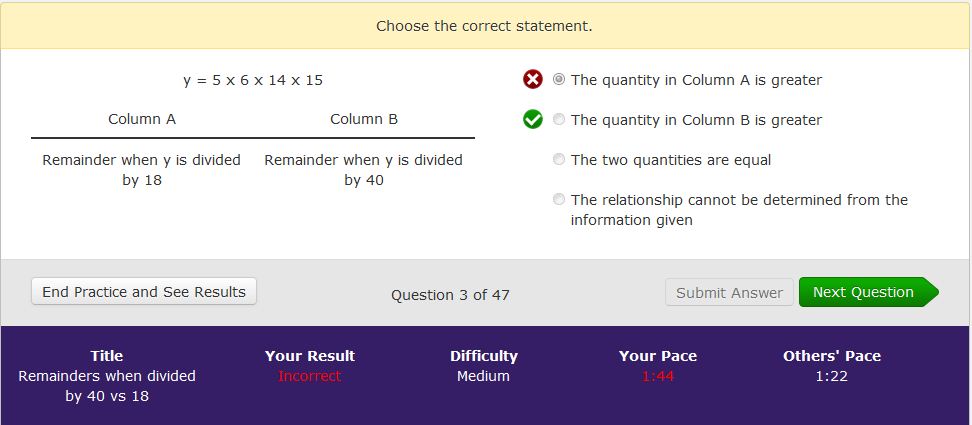 Choose the correct statement.
y = 5 x 6 x 14 x 15
Column A Column B
Remainder when y is divided by 18
Remainder when y is divided by 40
The quantity in Column A is greater
The quantity in Column B is greater
The two quantities are equal
The relationship cannot be determined from the
information given
End Practice and See Results
Question 3 of 47
Submit Answer
Next Question
Title
Remainders when divided
by 40 vs 18
Your Result
Incorrect
Difficulty
Medium
Your Pace
1:44
Others' Pace
1:22